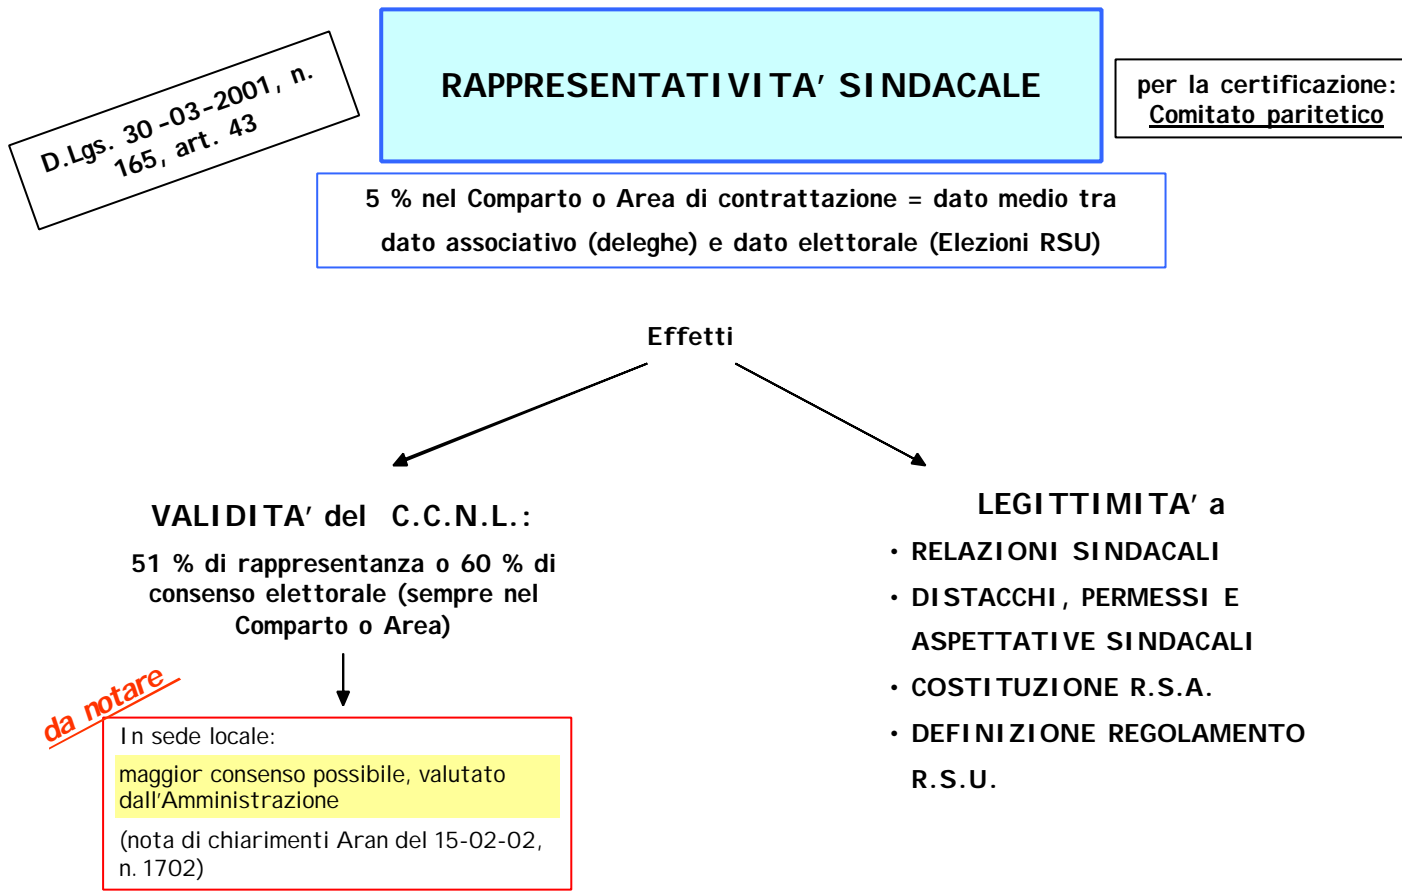 D.Lgs. 30-03-2001, n.
165, art. 43
RAPPRESENTATIVITA' SINDACALE
per la certificazione:
Comitato paritetico
5 % nel Comparto o Area di contrattazione = dato medio tra
dato associativo (deleghe) e dato elettorale (Elezioni RSU)
Effetti
VALIDITA' del C.C.N.L.:
51 % di rappresentanza o 60 % di
consenso elettorale (sempre nel
Comparto o Area)
da notare
In sede locale:
maggior consenso possibile, valutato
dall'Amministrazione
(nota di chiarimenti Aran del 15-02-02,
n. 1702)
LEGITTIMITA' a
• RELAZIONI SINDACALI
• DISTACCHI, PERMESSI E
ASPETTATIVE SINDACALI
• COSTITUZIONE R.S.A.
• DEFINIZIONE REGOLAMENTO
R.S.U.